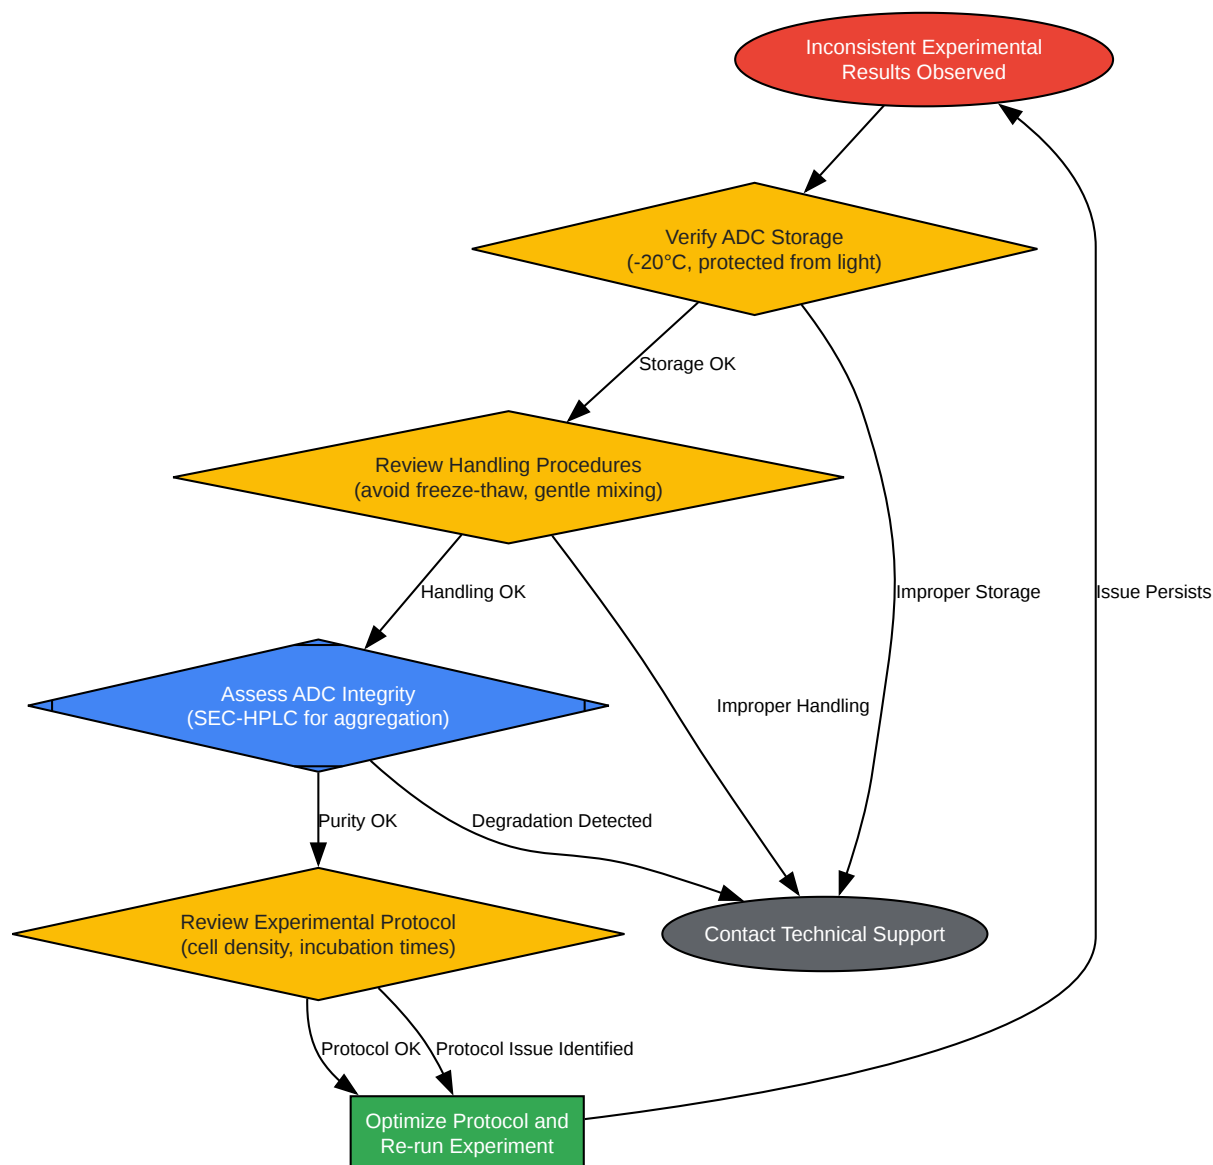 Inconsistent Experimental
Results Observed
Verify ADC Storage
(-20°C, protected from light)
Storage OK
Review Handling Procedures
(avoid freeze-thaw, gentle mixing)
Handling OK
Improper Storage
Issue Persists
Assess ADC Integrity
(SEC-HPLC for aggregation)
Improper Handling
Purity OK
Degradation Detected
Review Experimental Protocol
(cell density, incubation times)
Contact Technical Support
Protocol OK
Protocol Issue Identified
Optimize Protocol and
Re-run Experiment